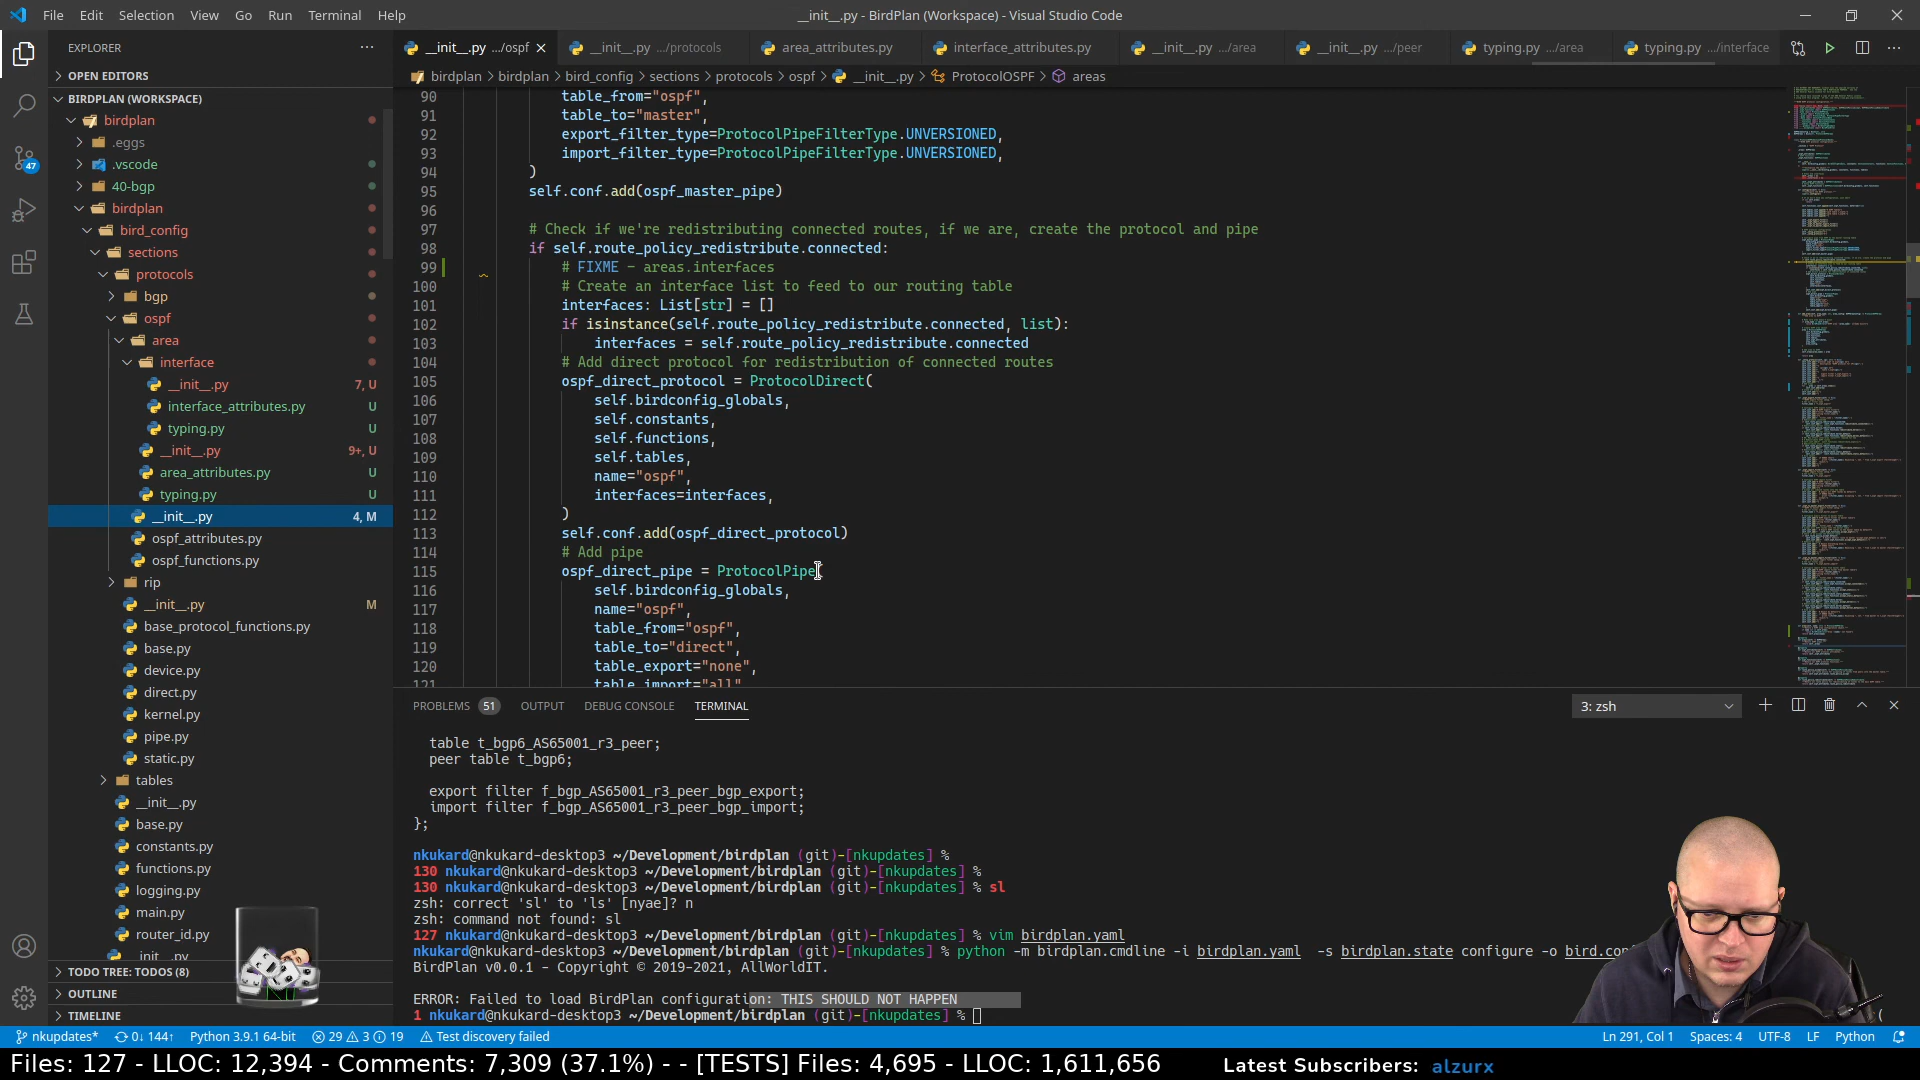 File Edit Selection View Go Run Terminal Help
__init__.py - BirdPlan (Workspace) - Visual Studio Code
EXPLORER
OPEN EDITORS
BIRDPLAN (WORKSPACE)
birdplan
.eggs
.vscode
40-bgp
birdplan
bird_config
sections
protocols
bgp
ospf
area
interface
__init__.py 7, U
interface_attributes.py U
typing.py U
__init__.py 9+, U
area_attributes.py U
typing.py U
__init__.py 4, M
ospf_attributes.py
ospf_functions.py
rip
__init__.py M
base_protocol_functions.py
base.py
device.py
direct.py
kernel.py
pipe.py
static.py
tables
__init__.py
base.py
constants.py
functions.py
logging.py
main.py
router_id.py
__init__.py
TODO TREE: TODOS (8)
OUTLINE
TIMELINE
47
__init__.py .../ospf __init__.py .../protocols area_attributes.py interface_attributes.py __init__.py .../area __init__.py .../peer typing.py .../area typing.py .../interface
birdplan > birdplan > bird_config > sections > protocols > ospf > __init__.py > ProtocolOSPF > areas
90 table_from="ospf",
91 table_to="master",
92 export_filter_type=ProtocolPipeFilterType.UNVERSIONED,
93 import_filter_type=ProtocolPipeFilterType.UNVERSIONED,
94 )
95 self.conf.add(ospf_master_pipe)
96
97 # Check if we're redistributing connected routes, if we are, create the protocol and pipe
98 if self.route_policy_redistribute.connected:
99 # FIXME - areas.interfaces
100 # Create an interface list to feed to our routing table
101 interfaces: List[str] = []
102 if isinstance(self.route_policy_redistribute.connected, list):
103 interfaces = self.route_policy_redistribute.connected
104 # Add direct protocol for redistribution of connected routes
105 ospf_direct_protocol = ProtocolDirect(
106 self.birdconfig_globals,
107 self.constants,
108 self.functions,
109 self.tables,
110 name="ospf",
111 interfaces=interfaces,
112 )
113 self.conf.add(ospf_direct_protocol)
114 # Add pipe
115 ospf_direct_pipe = ProtocolPipe(
116 self.birdconfig_globals,
117 name="ospf",
118 table_from="ospf",
119 table_to="direct",
120 table_export="none",
121 table_import="all"
PROBLEMS 51 OUTPUT DEBUG CONSOLE TERMINAL 3: zsh
table t_bgp6_AS65001_r3_peer;
peer table t_bgp6;
export filter f_bgp_AS65001_r3_peer_bgp_export;
import filter f_bgp_AS65001_r3_peer_bgp_import;
};
nkukard@nkukard-desktop3 ~/Development/birdplan (git)-[nkupdates] %
130 nkukard@nkukard-desktop3 ~/Development/birdplan (git)-[nkupdates] %
130 nkukard@nkukard-desktop3 ~/Development/birdplan (git)-[nkupdates] % sl
zsh: correct 'sl' to 'ls' [nyae]? n
zsh: command not found: sl
127 nkukard@nkukard-desktop3 ~/Development/birdplan (git)-[nkupdates] % vim birdplan.yaml
nkukard@nkukard-desktop3 ~/Development/birdplan (git)-[nkupdates] % python -m birdplan.cmdline -i birdplan.yaml -s birdplan.state configure -o
BirdPlan v0.0.1 - Copyright © 2019-2021, AllWorldIT.
ERROR: Failed to load BirdPlan configuration: THIS SHOULD NOT HAPPEN
1 nkukard@nkukard-desktop3 ~/Development/birdplan (git)-[nkupdates] %
nkupdates* 0↓ 144↑ Python 3.9.1 64-bit 29 3 19 Test discovery failed Ln 291, Col 1 Spaces: 4 UTF-8 LF Python
Files: 127 - LLOC: 12,394 - Comments: 7,309 (37.1%) - - [TESTS] Files: 4,695 - LLOC: 1,611,656 Latest Subscribers: alzurx